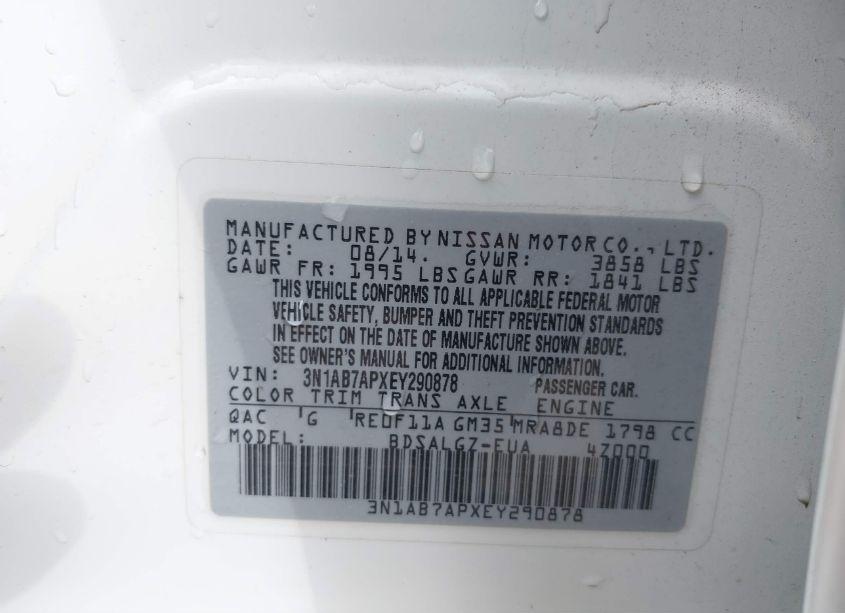 MANUFACTURED BY NISSAN MOTOR CO., LTD.
DATE: 08/14. GVWR: 3858 LBS
GAWR FR: 1995 LBS GAWR RR: 1841 LBS
THIS VEHICLE CONFORMS TO ALL APPLICABLE FEDERAL MOTOR
VEHICLE SAFETY, BUMPER AND THEFT PREVENTION STANDARDS
IN EFFECT ON THE DATE OF MANUFACTURE SHOWN ABOVE.
SEE OWNER'S MANUAL FOR ADDITIONAL INFORMATION.
VIN: 3N1AB7APXEY290878 PASSENGER CAR.
COLOR TRIM TRANS AXLE ENGINE
QAC G RE0F11A GM35 MRA8DE 1798 CC
MODEL: BDSALGZ-EUA 4Z000
3N1AB7APXEY290878